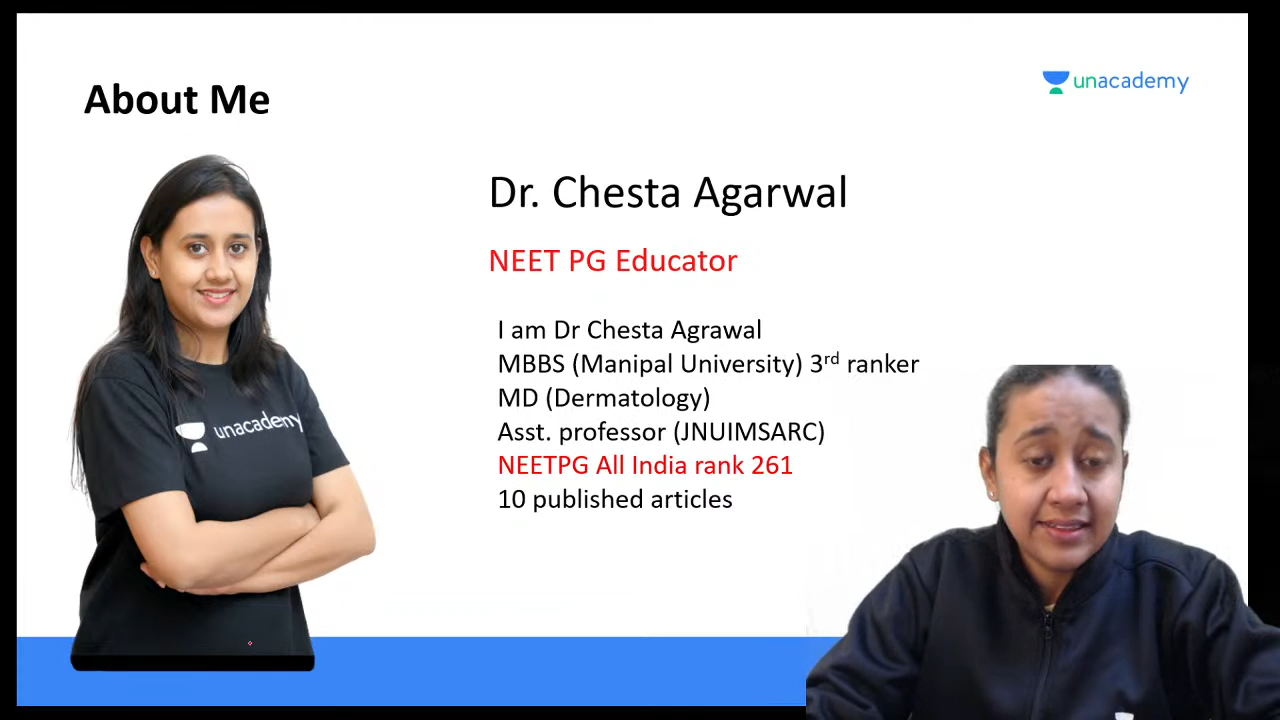 About Me
unacademy
Dr. Chesta Agarwal
NEET PG Educator
I am Dr Chesta Agrawal
MBBS (Manipal University) 3rd ranker
MD (Dermatology)
Asst. professor (JNUIMSARC)
NEETPG All India rank 261
10 published articles
unacademy